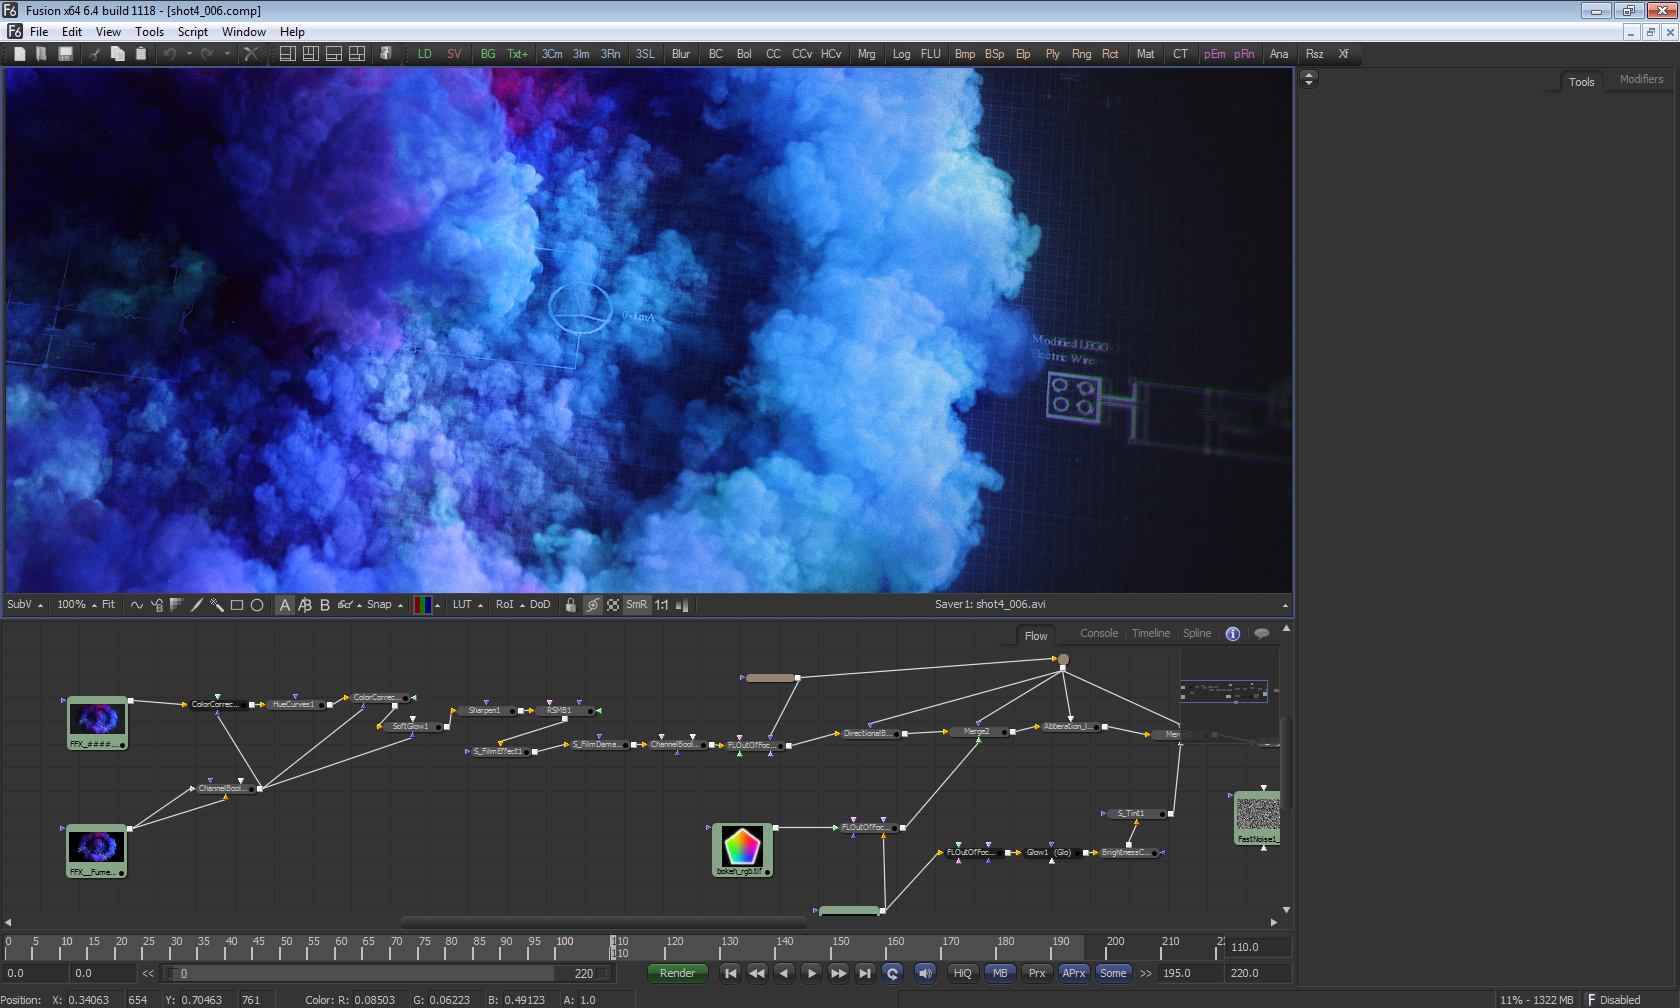 Fusion x64 6.4 build 1118 - [shot4_006.comp]
File Edit View Tools Script Window Help
LD SV BG Txt+ 3Cm 3Im 3Rn 3SL Blur BC Bol CC CCv HCv Mrg Log FLU Bmp BSp Elp Ply Rng Rct Mat CT pEm pRn Ana Rsz Xf
Tools Modifiers
0-1mA
Modified LEGO
Electric Wire
SubV 100% Fit A B Snap LUT RoI DoD SmR 1:1 Saver1: shot4_006.avi
Flow Console Timeline Spline
FFX_####....
ColorCorrec...
HueCurves1
ColorCorrec...
SoftGlow1
Sharpen1
RSMB1
S_FilmEffect1
S_FilmDama...
ChannelBool...
FLOutOfFoc...
DirectionalB...
Merge2
Abberation_I...
ChannelBool...
FFX__Fume...
bokeh_rgb.tif
FLOutOfFoc...
S_Tint1
FLOutOfFoc...
Glow1 (Glo)
BrightnessC...
FastNoise1_
0 5 10 15 20 25 30 35 40 45 50 55 60 65 70 75 80 85 90 95 100 110 120 130 140 150 160 170 180 190 200 210
110.0
0.0 0.0 << 0 220 Render HiQ MB Prx APrx Some >> 195.0 220.0
Position: X: 0.34063 654 Y: 0.70463 761 Color: R: 0.08503 G: 0.06223 B: 0.49123 A: 1.0 11% - 1322 MB Disabled